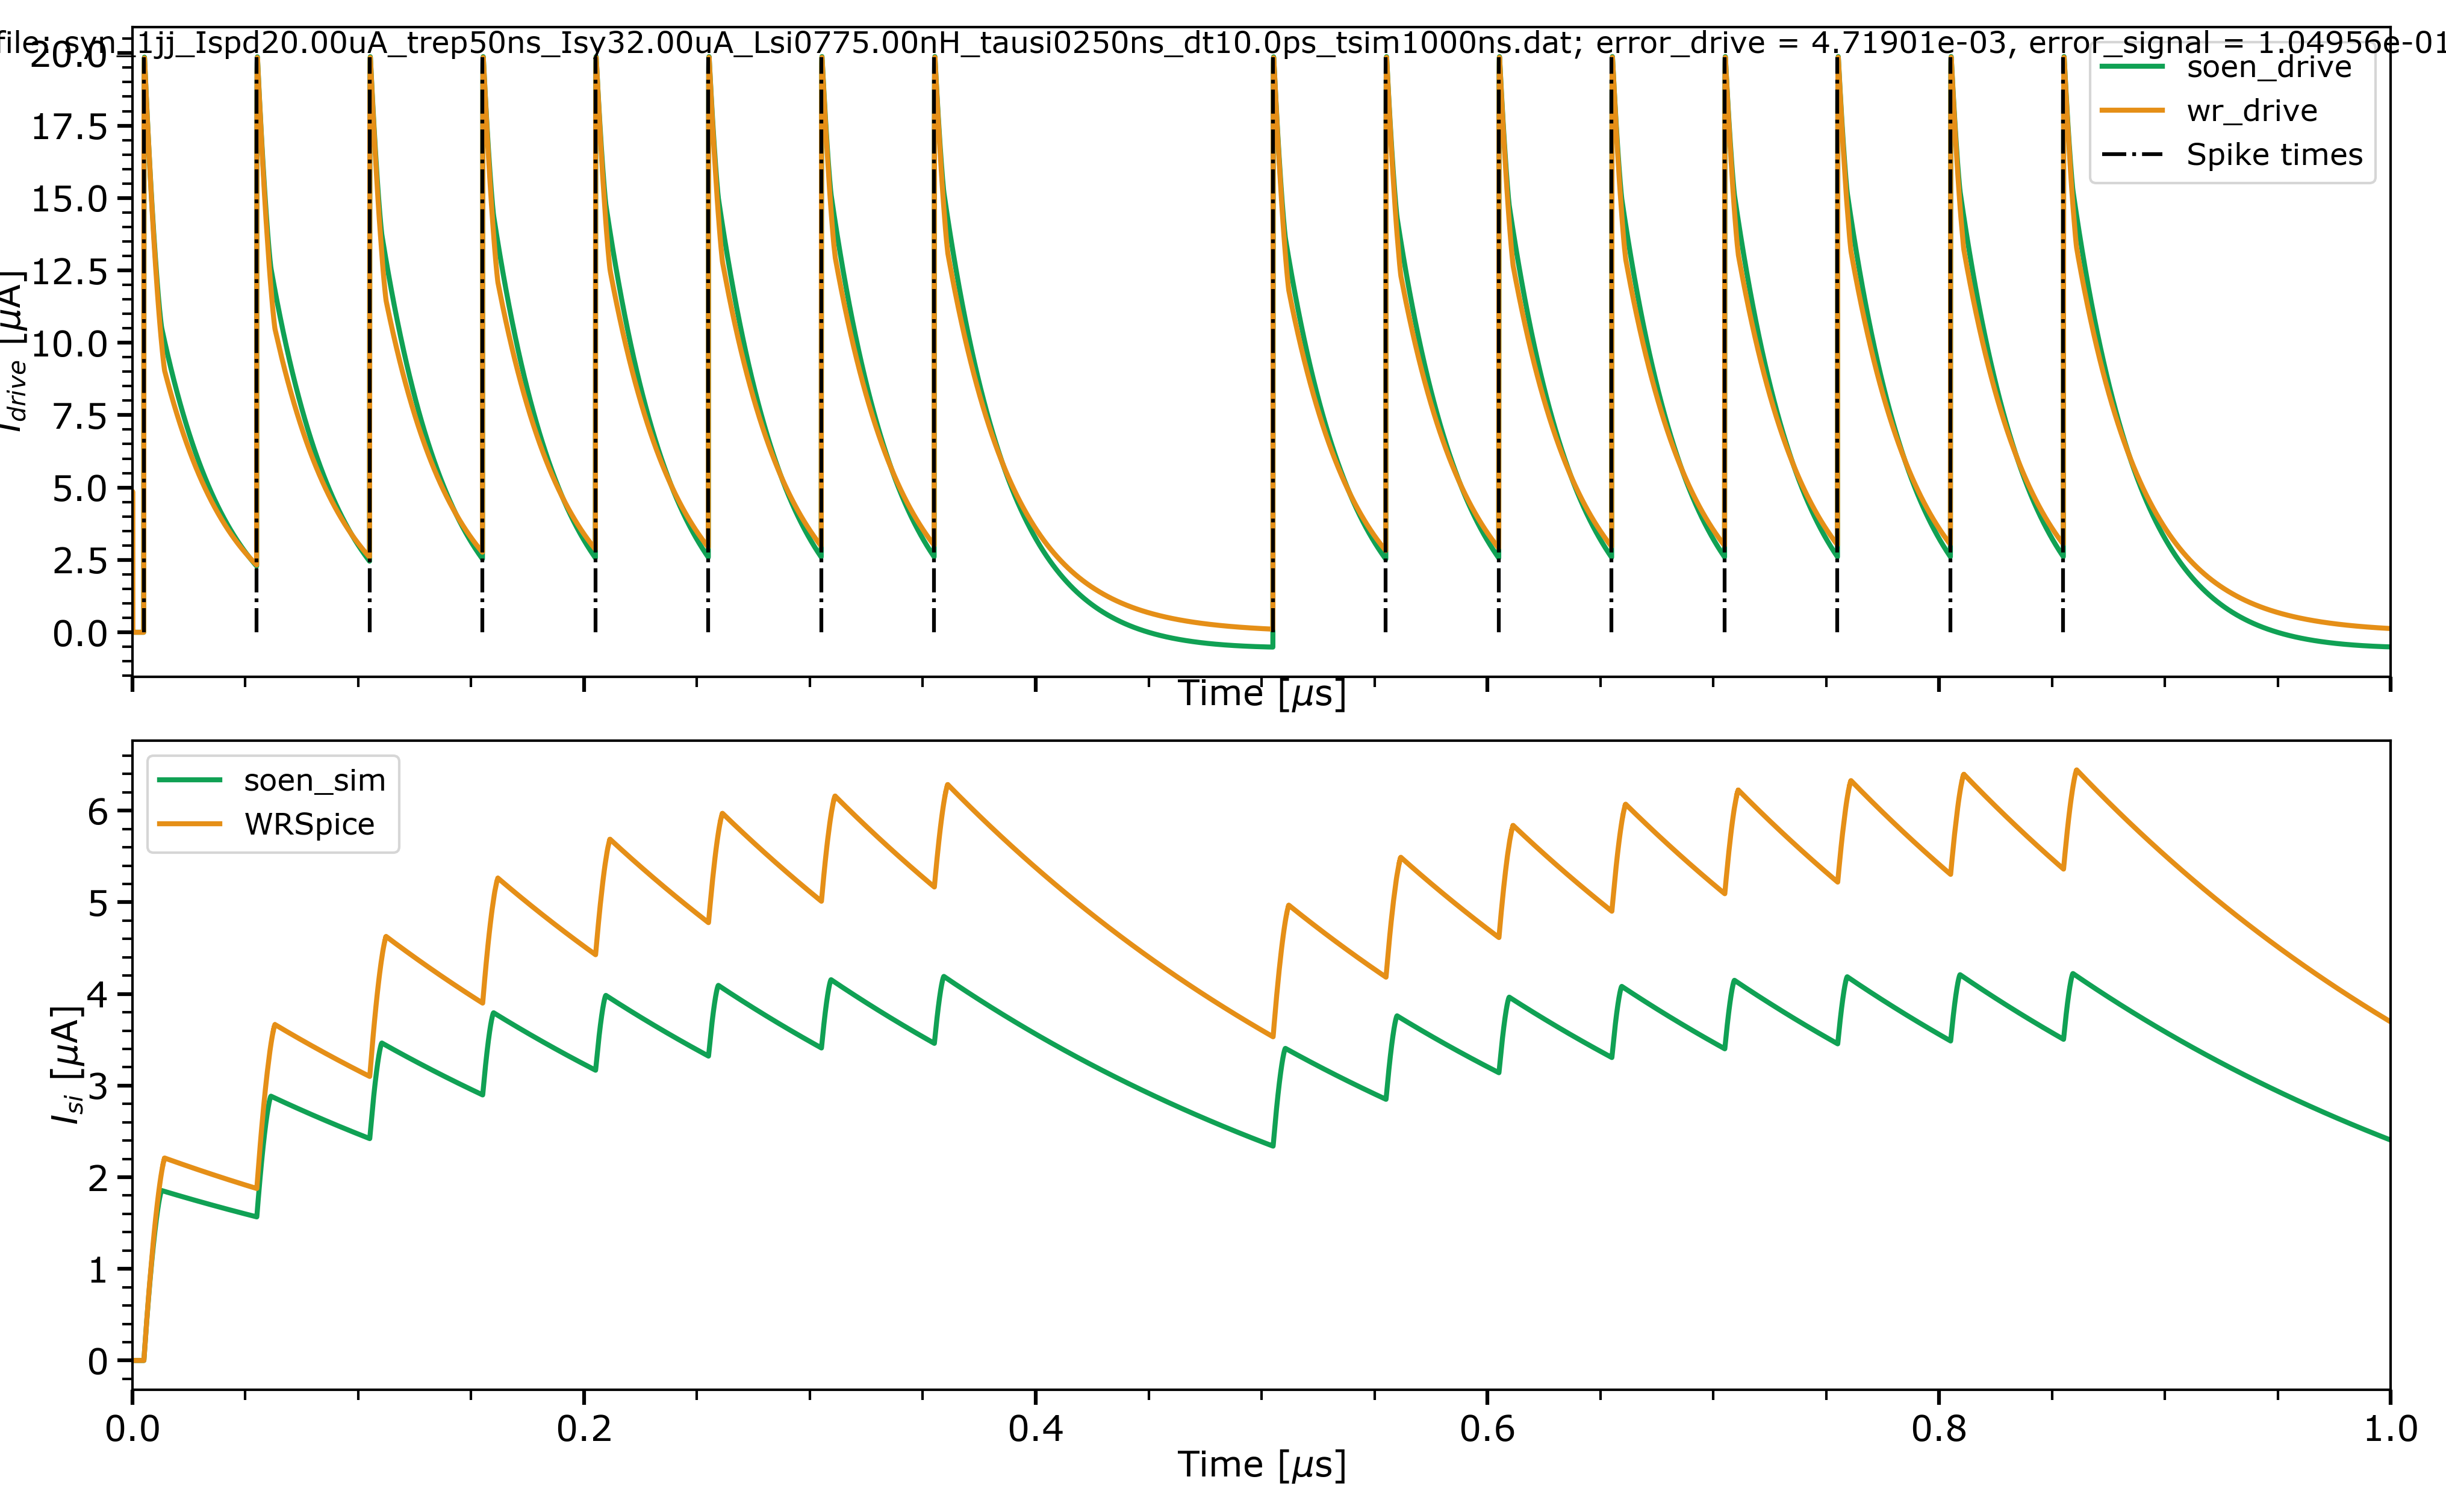 file: syn_1jj_Ispd20.00uA_trep50ns_Isy32.00uA_Lsi0775.00nH_tausi0250ns_dt10.0ps_tsim1000ns.dat; error_drive = 4.71901e-03, error_signal = 1.04956e-01
20.0
17.5
15.0
12.5
10.0
7.5
5.0
2.5
0.0
I_drive [μA]
soen_drive
wr_drive
Spike times
Time [μs]
soen_sim
WRSpice
6
5
4
3
2
1
0
I_si [μA]
0.0 0.2 0.4 0.6 0.8 1.0
Time [μs]